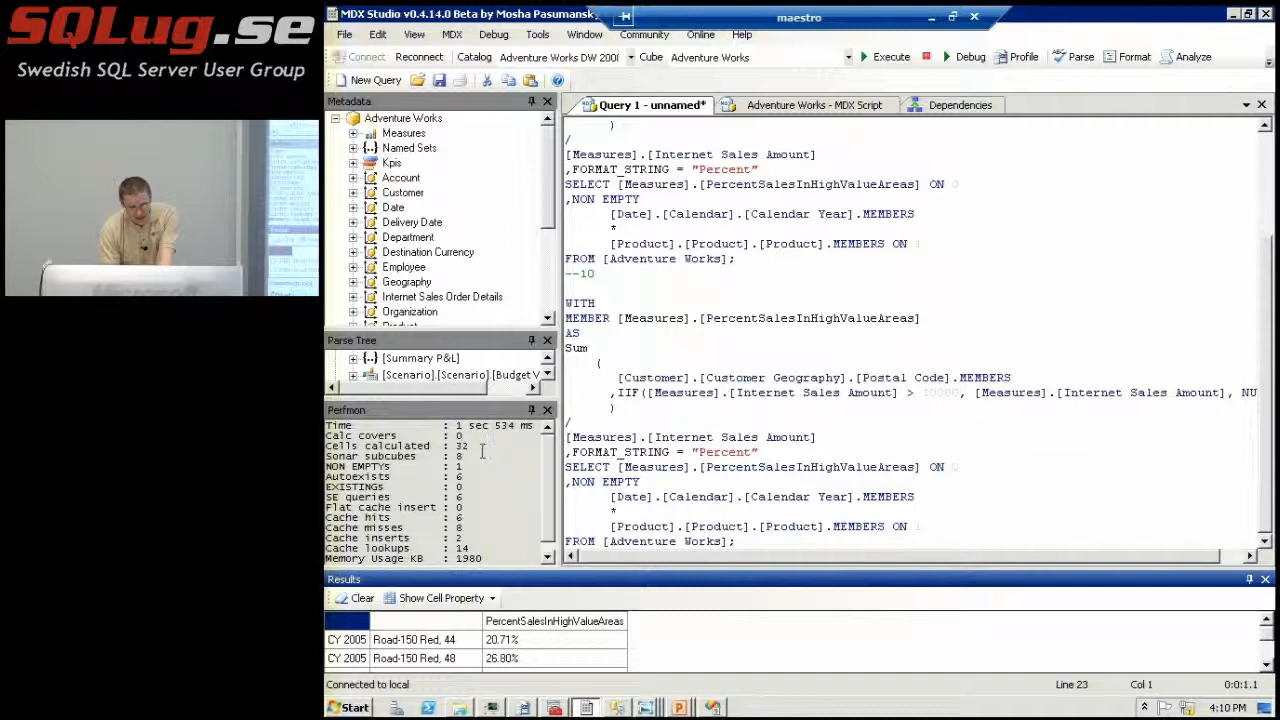 SQLug.se
Swedish SQL Server User Group
MDX Studio v0.4.14.0 Beta by Mosha Pasumansky
maestro
File Edit View MDX Debug Tools Window Community Online Help
Connect Reconnect Catalog Adventure Works DW 2008 Cube Adventure Works Execute Debug Profile Parse Format Analyze
New Query
Metadata
Adventure Works
Measures
Named Sets
Kpis
Account
Customer
Date
Delivery Date
Department
Destination Currency
Employee
Geography
Internet Sales Order Details
Organization
Product
Parse Tree
[Summary P&L]
[Scenario].[Scenario].[Budget V
Perfmon
Time : 1 sec 534 ms
Calc covers : 0
Cells calculated : 32
Sonar subcubes : 8
NON EMPTYs : 1
Autoexists : 6
EXISTINGs : 0
SE queries : 6
Flat cache insert : 0
Cache hits : 6
Cache misses : 8
Cache inserts : 2
Cache lookups : 14
Memory Usage KB : 1980
Query 1 - unnamed* Adventure Works - MDX Script Dependencies
)
/
[Measures].[Internet Sales Amount]
,FORMAT_STRING = "Percent"
SELECT [Measures].[PercentSalesInHighValueAreas] ON 0
,NON EMPTY
[Date].[Calendar].[Calendar Year].MEMBERS
*
[Product].[Product].[Product].MEMBERS ON 1
FROM [Adventure Works];
--10
WITH
MEMBER [Measures].[PercentSalesInHighValueAreas]
AS
Sum
(
[Customer].[Customer Geography].[Postal Code].MEMBERS
,IIF([Measures].[Internet Sales Amount] > 10000, [Measures].[Internet Sales Amount], NU
)
/
[Measures].[Internet Sales Amount]
,FORMAT_STRING = "Percent"
SELECT [Measures].[PercentSalesInHighValueAreas] ON 0
,NON EMPTY
[Date].[Calendar].[Calendar Year].MEMBERS
*
[Product].[Product].[Product].MEMBERS ON 1
FROM [Adventure Works];
Results
Clear Show Cell Property
PercentSalesInHighValueAreas
CY 2005 Road-150 Red, 44 20.71%
CY 2005 Road-150 Red, 48 26.80%
Connected to local Line 23 Col 1 0:0:1.1
Start 4:10 PM